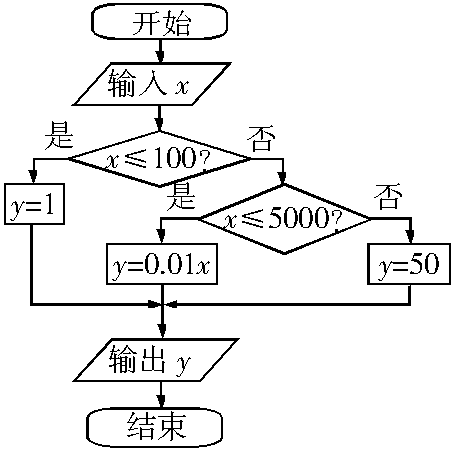 开始
输入 x
是
否
x≤100?
y=1
是
否
x≤5000?
y=0.01x
y=50
输出 y
结束